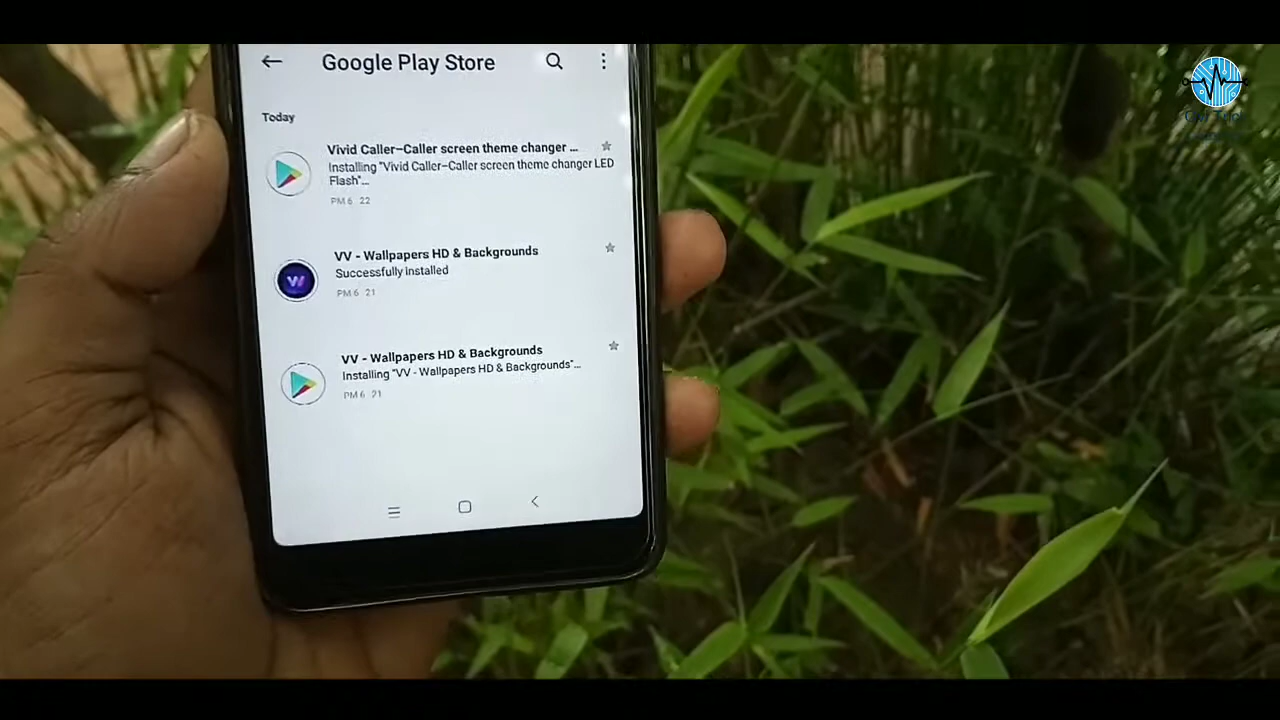 Google Play Store
Today
Vivid Caller–Caller screen theme changer ...
Installing "Vivid Caller–Caller screen theme changer LED
Flash"...
PM 6 22
VV - Wallpapers HD & Backgrounds
Successfully installed
PM 6 21
VV - Wallpapers HD & Backgrounds
Installing "VV - Wallpapers HD & Backgrounds"...
PM 6 21